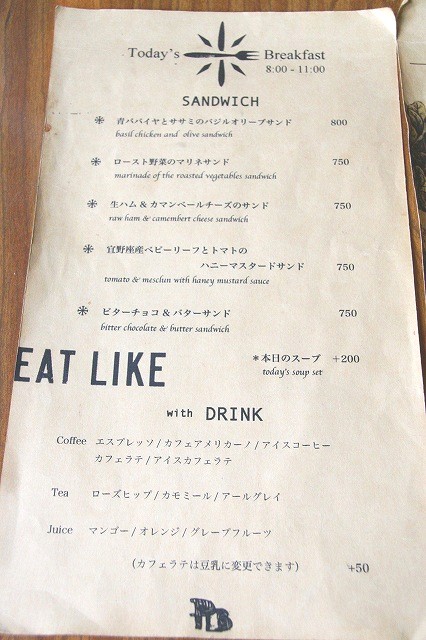 Today's Breakfast
8:00 - 11:00
SANDWICH
青パパイヤとササミのバジルオリーブサンド 800
basil chicken and olive sandwich
ロースト野菜のマリネサンド 750
marinade of the roasted vegetables sandwich
生ハム & カマンベールチーズのサンド 750
raw ham & camembert cheese sandwich
宜野座産ベビーリーフとトマトの
ハニーマスタードサンド 750
tomato & mesclun with haney mustard sauce
ビターチョコ & バターサンド 750
bitter chocolate & butter sandwich
EAT LIKE
*本日のスープ +200
today's soup set
with DRINK
Coffee エスプレッソ/カフェアメリカーノ/アイスコーヒー
カフェラテ/アイスカフェラテ
Tea ローズヒップ/カモミール/アールグレイ
Juice マンゴー/オレンジ/グレープフルーツ
(カフェラテは豆乳に変更できます) +50